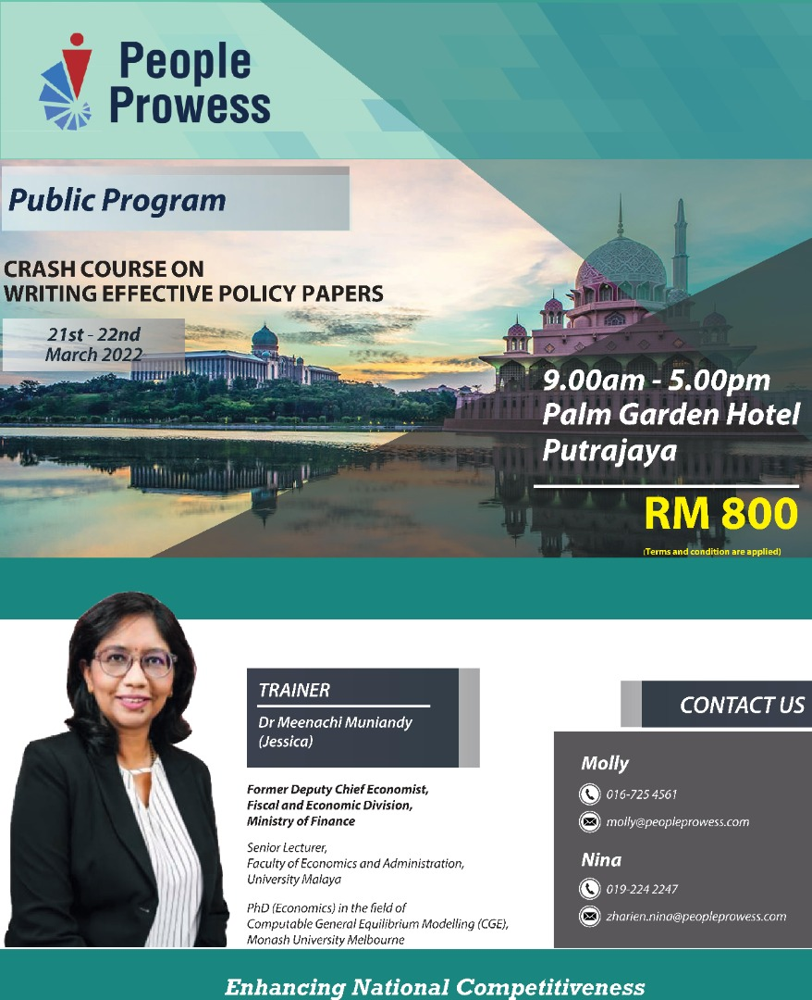 People
Prowess
Public Program
CRASH COURSE ON
WRITING EFFECTIVE POLICY PAPERS
21st - 22nd
March 2022
9.00am - 5.00pm
Palm Garden Hotel
Putrajaya
RM 800
(Terms and condition are applied)
TRAINER
Dr Meenachi Muniandy
(Jessica)
Former Deputy Chief Economist,
Fiscal and Economic Division,
Ministry of Finance
Senior Lecturer,
Faculty of Economics and Administration,
University Malaya
PhD (Economics) in the field of
Computable General Equilibrium Modelling (CGE),
Monash University Melbourne
CONTACT US
Molly
016-725 4561
molly@peopleprowess.com
Nina
019-224 2247
zharien.nina@peopleprowess.com
Enhancing National Competitiveness